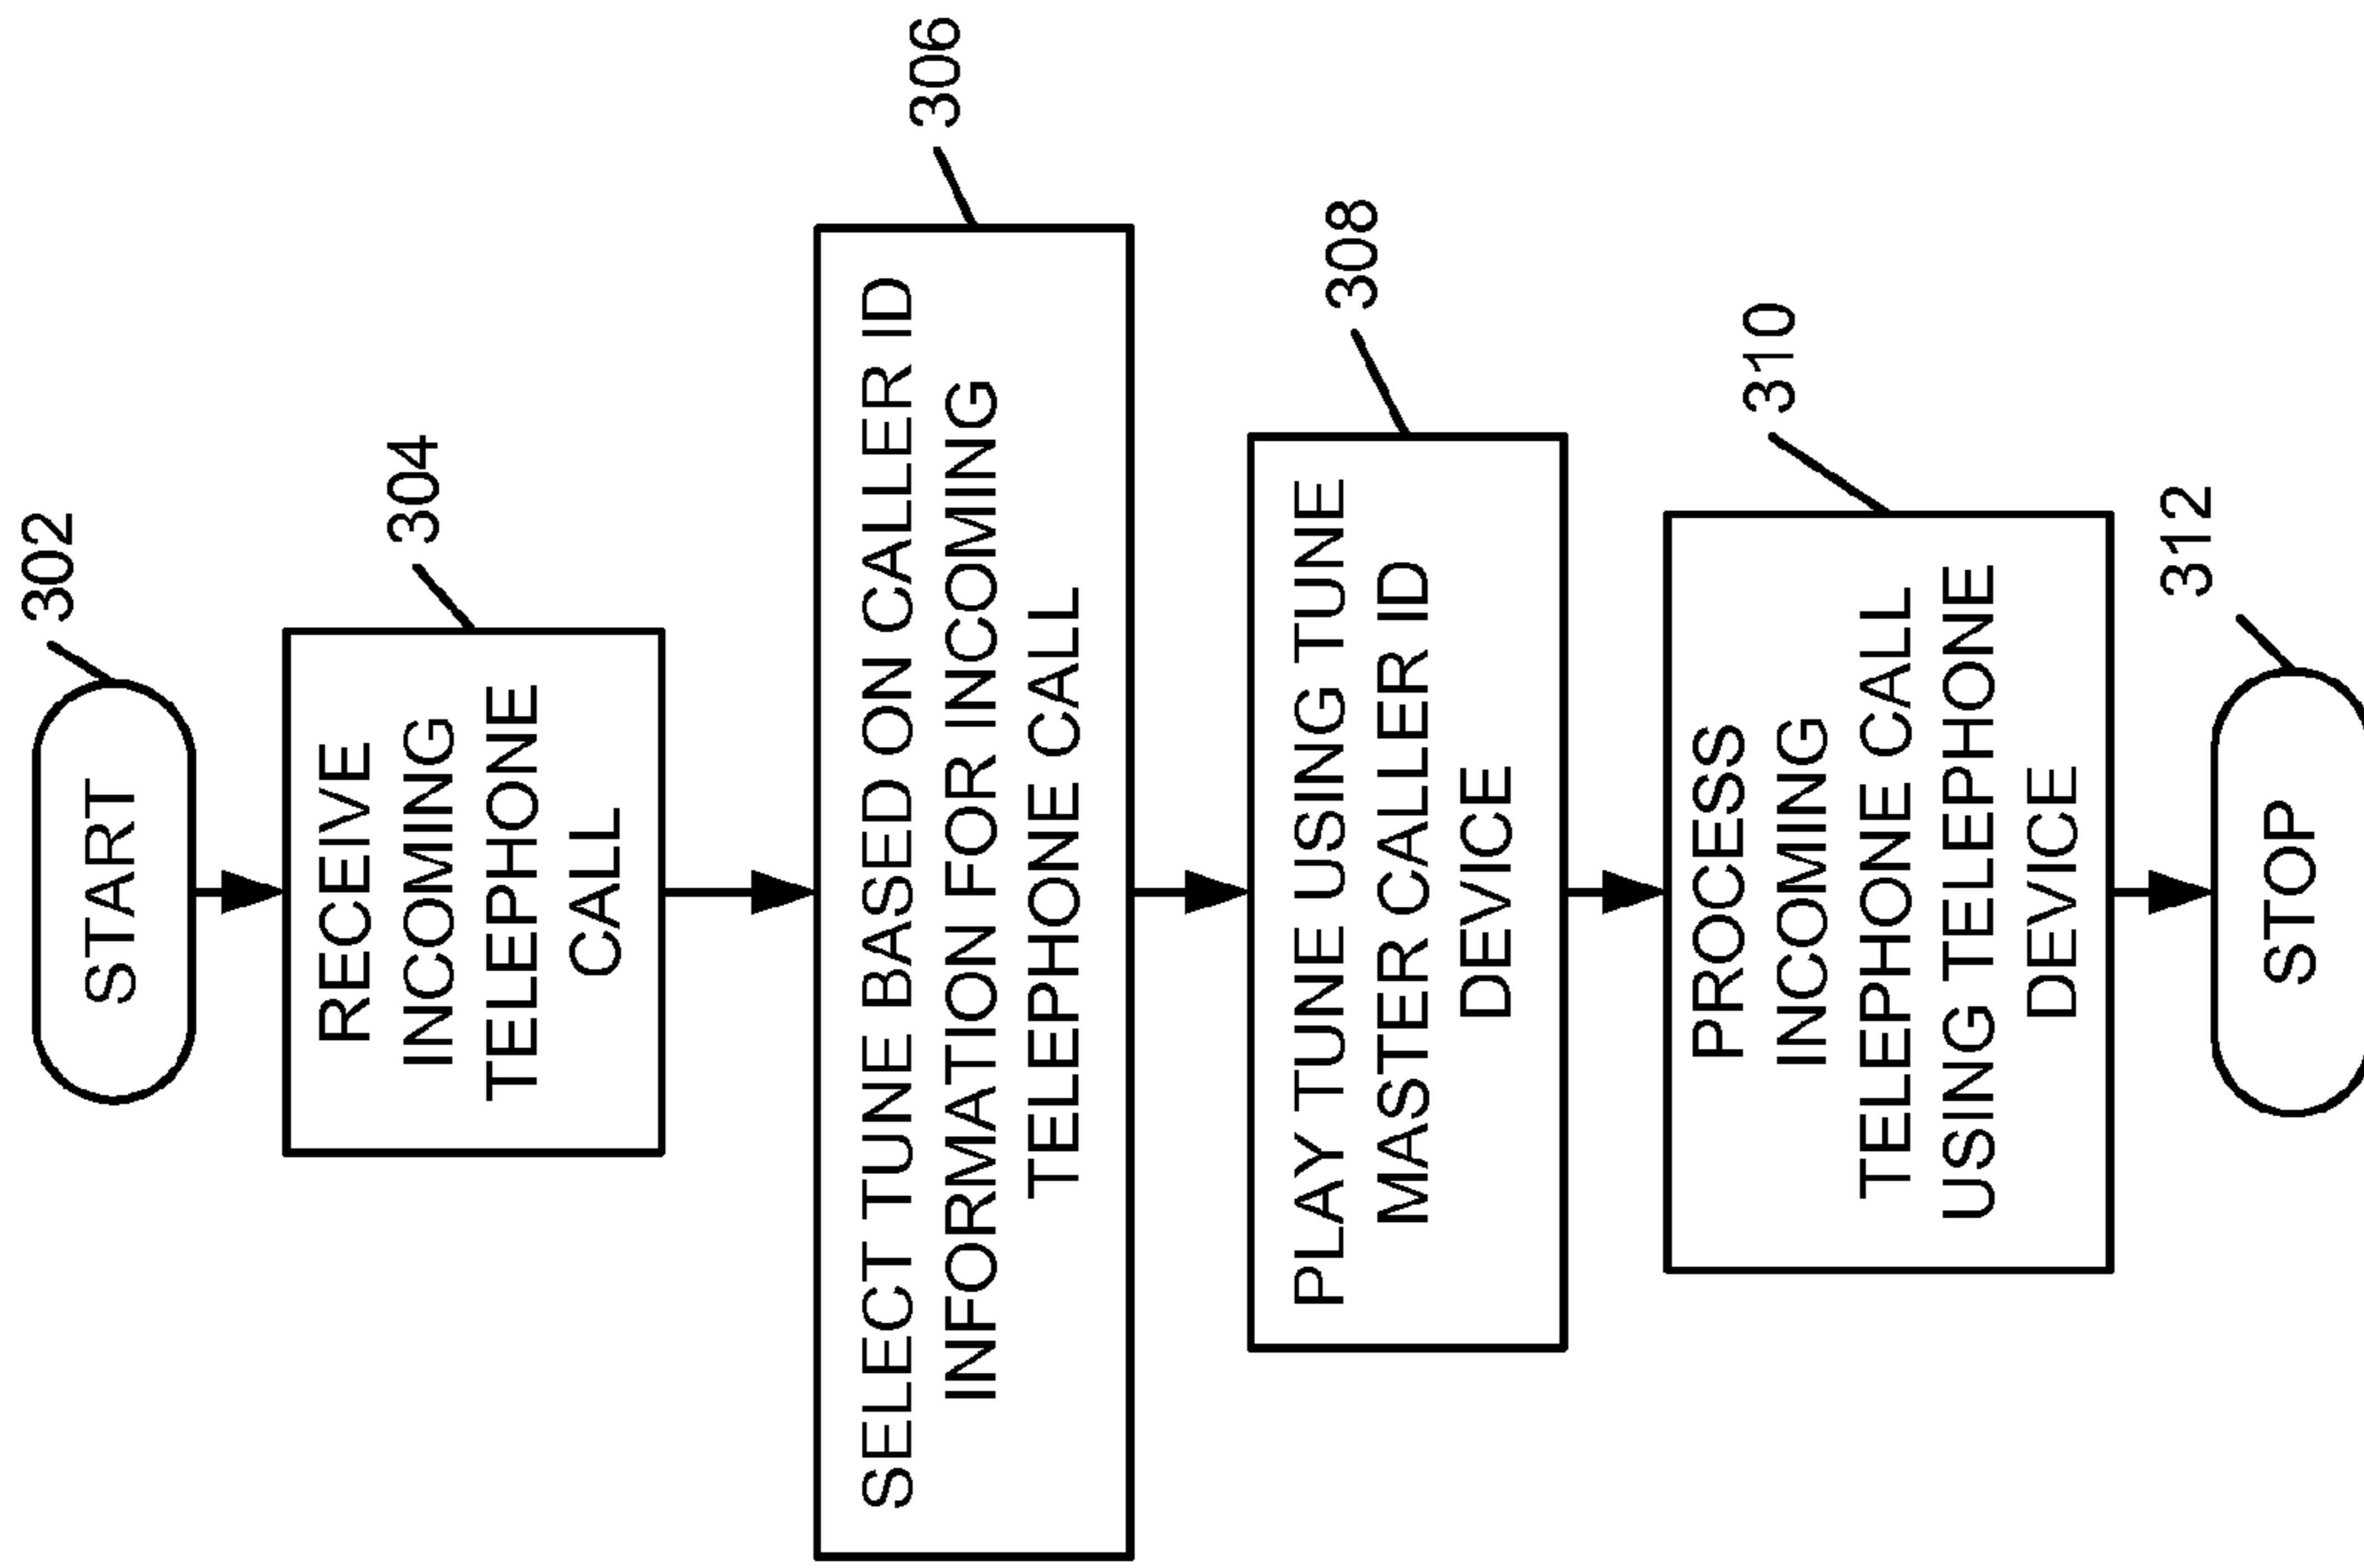 302
START
304
RECEIVE
INCOMING
TELEPHONE
CALL
306
SELECT TUNE BASED ON CALLER ID
INFORMATION FOR INCOMING
TELEPHONE CALL
308
PLAY TUNE USING TUNE
MASTER CALLER ID
DEVICE
310
PROCESS
INCOMING
TELEPHONE CALL
USING TELEPHONE
DEVICE
312
STOP